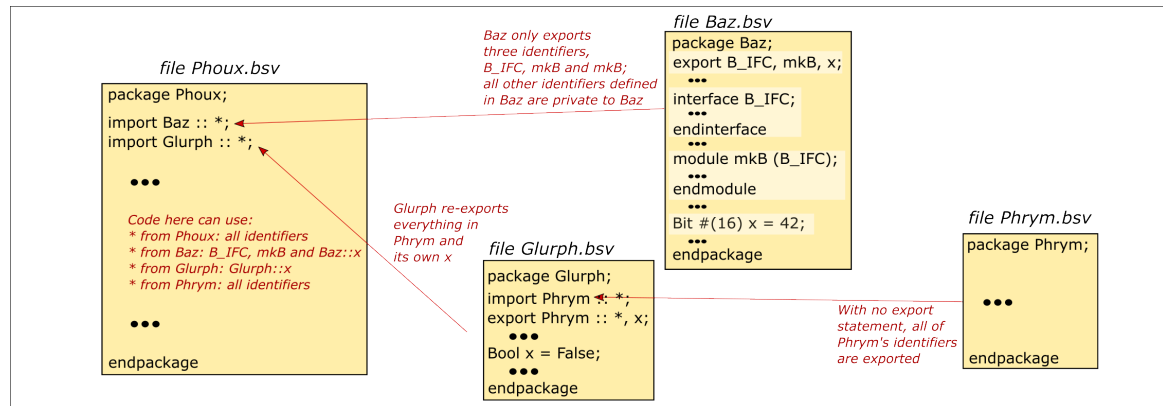 file Phoux.bsv
package Phoux;
import Baz :: *;
import Glurph :: *;
•••
Code here can use:
* from Phoux: all identifiers
* from Baz: B_IFC, mkB and Baz::x
* from Glurph: Glurph::x
* from Phrym: all identifiers
•••
endpackage
Baz only exports
three identifiers,
B_IFC, mkB and mkB;
all other identifiers defined
in Baz are private to Baz
file Baz.bsv
package Baz;
export B_IFC, mkB, x;
•••
interface B_IFC;
•••
endinterface
•••
module mkB (B_IFC);
•••
endmodule
•••
Bit #(16) x = 42;
•••
endpackage
Glurph re-exports
everything in
Phrym and
its own x
file Glurph.bsv
package Glurph;
import Phrym :: *;
export Phrym :: *, x;
•••
Bool x = False;
•••
endpackage
With no export
statement, all of
Phrym's identifiers
are exported
file Phrym.bsv
package Phrym;
•••
endpackage